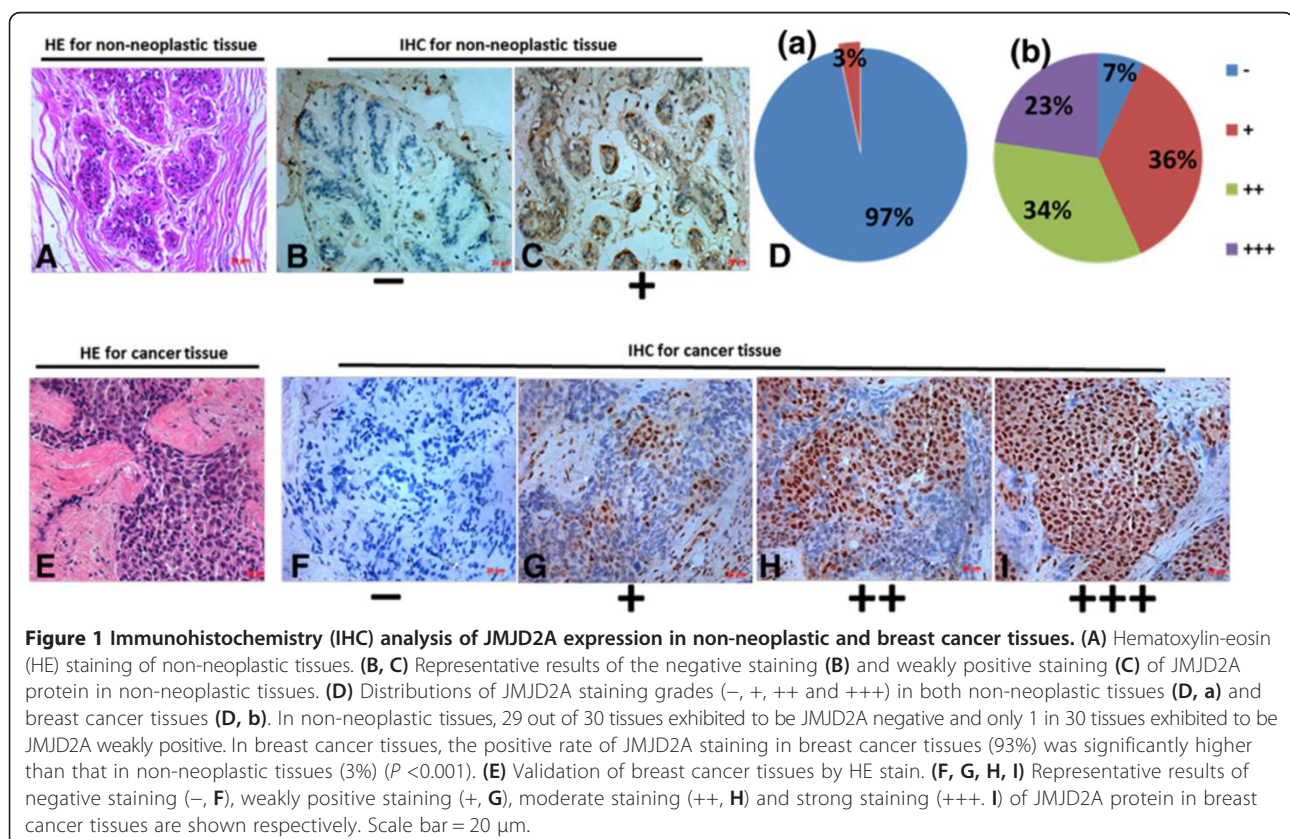 HE for non-neoplastic tissue
IHC for non-neoplastic tissue
A
B
C
−
+
(a)
3%
97%
D
(b)
7%
36%
34%
23%
-
+
++
+++
HE for cancer tissue
IHC for cancer tissue
E
F
G
H
I
−
+
++
+++
Figure 1 Immunohistochemistry (IHC) analysis of JMJD2A expression in non-neoplastic and breast cancer tissues. (A) Hematoxylin-eosin
(HE) staining of non-neoplastic tissues. (B, C) Representative results of the negative staining (B) and weakly positive staining (C) of JMJD2A
protein in non-neoplastic tissues. (D) Distributions of JMJD2A staining grades (−, +, ++ and +++) in both non-neoplastic tissues (D, a) and
breast cancer tissues (D, b). In non-neoplastic tissues, 29 out of 30 tissues exhibited to be JMJD2A negative and only 1 in 30 tissues exhibited to be
JMJD2A weakly positive. In breast cancer tissues, the positive rate of JMJD2A staining in breast cancer tissues (93%) was significantly higher
than that in non-neoplastic tissues (3%) (P <0.001). (E) Validation of breast cancer tissues by HE stain. (F, G, H, I) Representative results of
negative staining (−, F), weakly positive staining (+, G), moderate staining (++, H) and strong staining (+++. I) of JMJD2A protein in breast
cancer tissues are shown respectively. Scale bar = 20 μm.